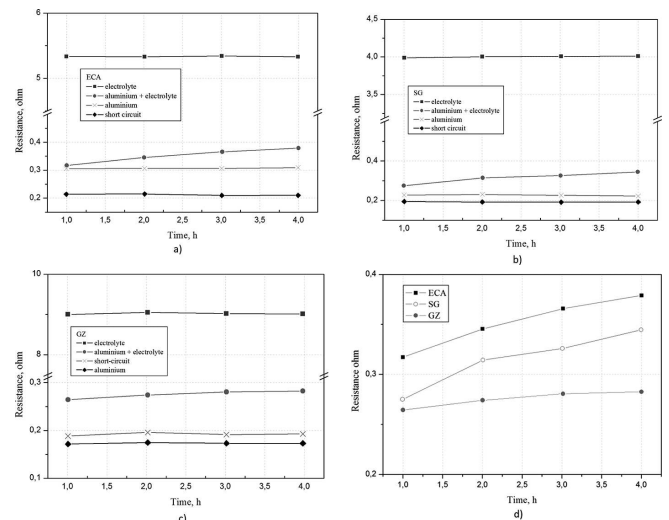 6
5
0,4
0,3
0,2
Resistance, ohm
ECA
electrolyte
aluminium + electrolyte
aluminium
short circuit
1,0 1,5 2,0 2,5 3,0 3,5 4,0
Time, h
a)
4,5
4,0
3,5
0,4
0,2
Resistance, ohm
SG
electrolyte
aluminium + electrolyte
aluminium
short circuit
1,0 1,5 2,0 2,5 3,0 3,5 4,0
Time, h
b)
10
9
8
0,3
0,2
0,1
Resistance, ohm
GZ
electrolyte
aluminium + electrolyte
short-circuit
aluminium
1,0 1,5 2,0 2,5 3,0 3,5 4,0
Time, h
c)
0,4
0,3
0,2
Resistance ohm
ECA
SG
GZ
1,0 1,5 2,0 2,5 3,0 3,5 4,0
Time, h
d)